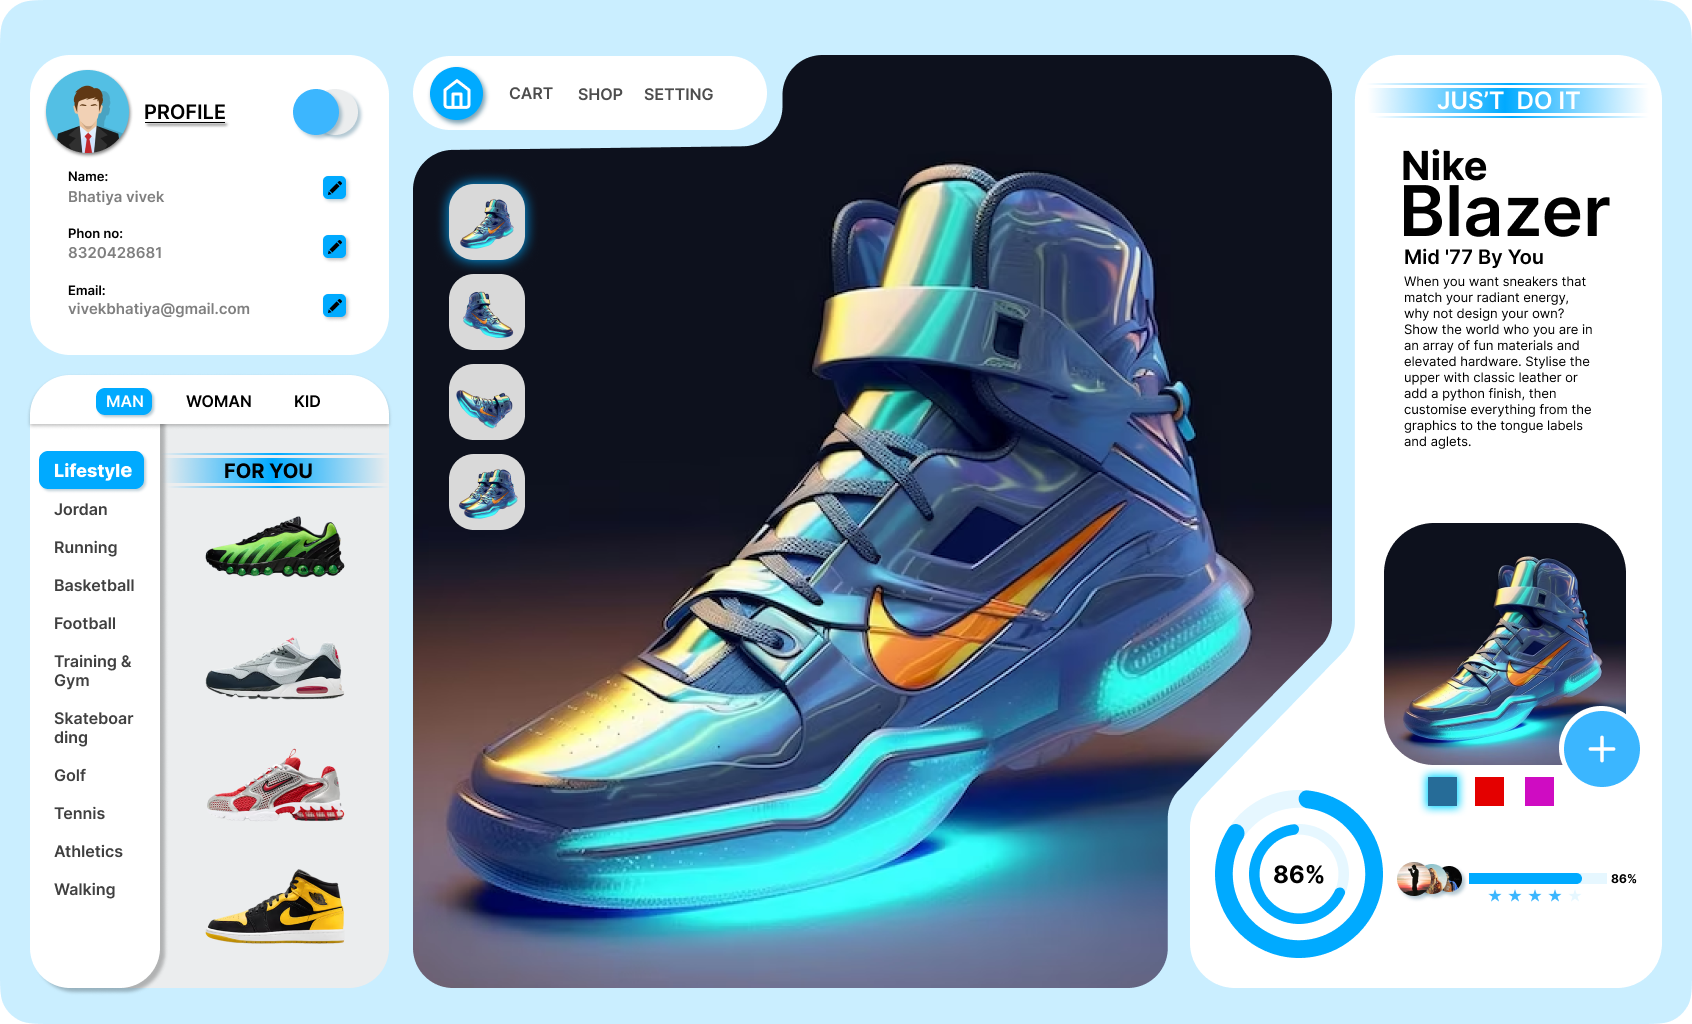 PROFILE
Name:
Bhatiya vivek
Phon no:
8320428681
Email:
vivekbhatiya@gmail.com
MAN WOMAN KID
Lifestyle
Jordan
Running
Basketball
Football
Training &
Gym
Skateboar
ding
Golf
Tennis
Athletics
Walking
FOR YOU
CART SHOP SETTING
JUS'T DO IT
Nike
Blazer
Mid '77 By You
When you want sneakers that
match your radiant energy,
why not design your own?
Show the world who you are in
an array of fun materials and
elevated hardware. Stylise the
upper with classic leather or
add a python finish, then
customise everything from the
graphics to the tongue labels
and aglets.
86%
86%